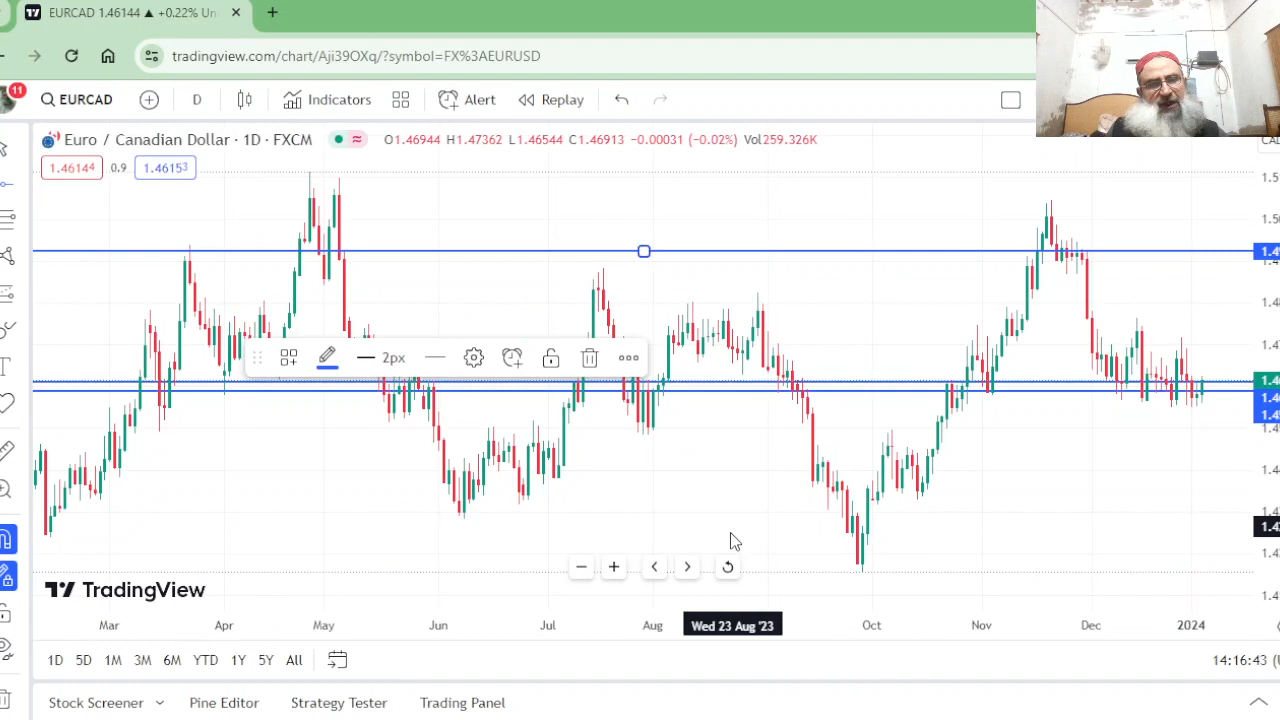 EURCAD 1.46144 ▲ +0.22% Un
tradingview.com/chart/Aji39OXq/?symbol=FX%3AEURUSD
11
EURCAD
D
Indicators
Alert
Replay
Euro / Canadian Dollar · 1D · FXCM
O1.46944 H1.47362 L1.46544 C1.46913 −0.00031 (−0.02%) Vol259.326K
1.46144 0.9 1.46153
2px
TradingView
Mar Apr May Jun Jul Aug Wed 23 Aug '23 Oct Nov Dec 2024
1D 5D 1M 3M 6M YTD 1Y 5Y All
14:16:43
Stock Screener Pine Editor Strategy Tester Trading Panel